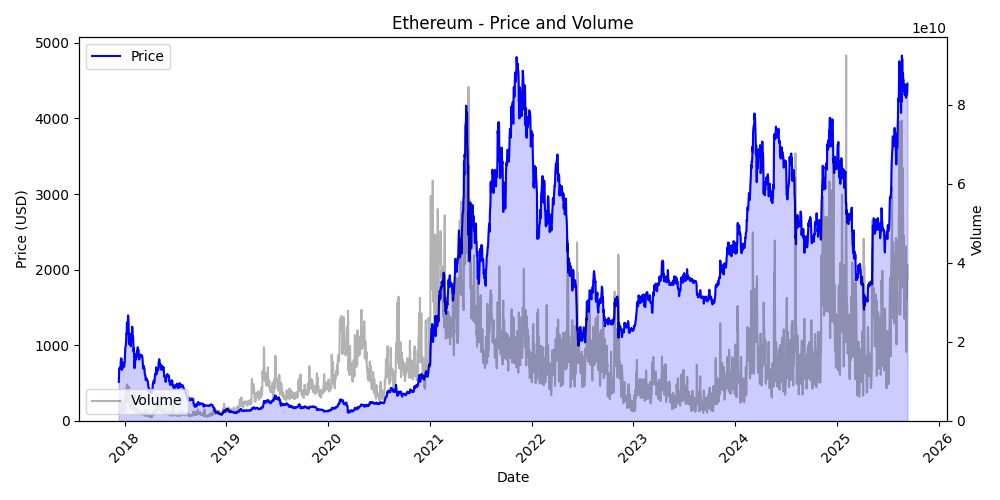 Ethereum - Price and Volume
1e10
Price
Volume
Price (USD)
5000
4000
3000
2000
1000
0
8
6
4
2
0
Volume
2018
2019
2020
2021
2022
2023
2024
2025
2026
Date